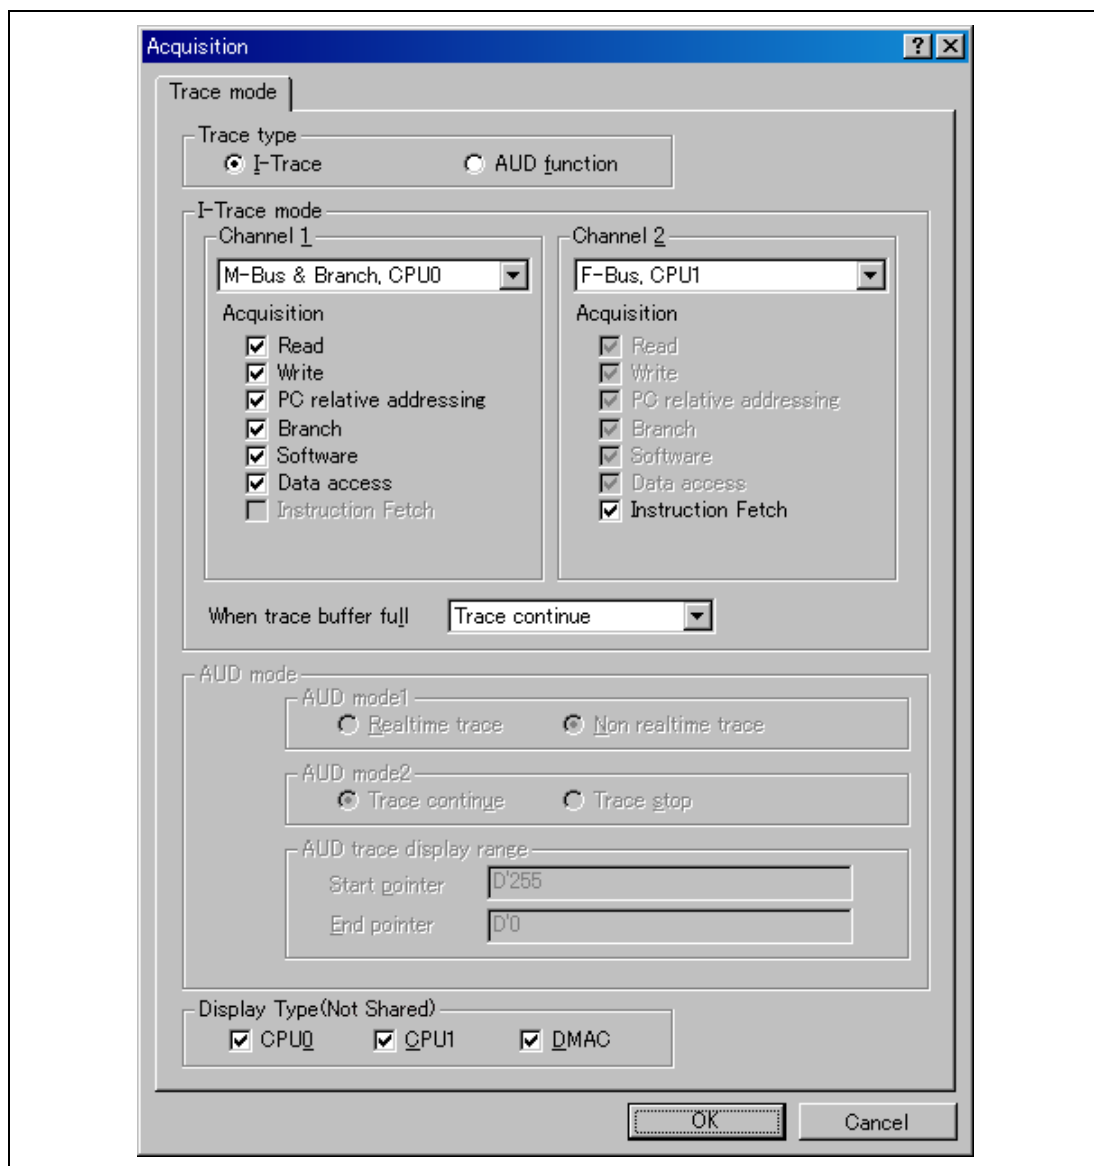 Acquisition
Trace mode
Trace type
I-Trace AUD function
I-Trace mode
Channel 1 Channel 2
M-Bus & Branch, CPU0 F-Bus, CPU1
Acquisition Acquisition
Read Read
Write Write
PC relative addressing PC relative addressing
Branch Branch
Software Software
Data access Data access
Instruction Fetch Instruction Fetch
When trace buffer full Trace continue
AUD mode
AUD mode1
Realtime trace Non realtime trace
AUD mode2
Trace continue Trace stop
AUD trace display range
Start pointer D'255
End pointer D'0
Display Type(Not Shared)
CPU0 CPU1 DMAC
OK Cancel